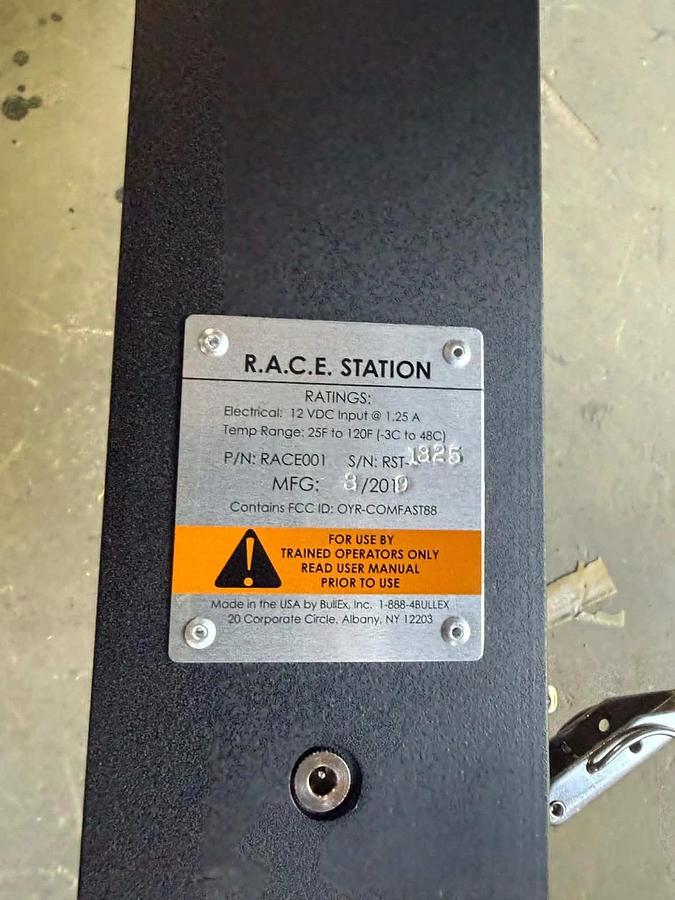 R.A.C.E. STATION
RATINGS:
Electrical: 12 VDC Input @ 1.25 A
Temp Range: 25F to 120F (-3C to 48C)
P/N: RACE001 S/N: RST-1325
MFG: 3/2019
Contains FCC ID: OYR-COMFAST88
FOR USE BY
TRAINED OPERATORS ONLY
READ USER MANUAL
PRIOR TO USE
Made in the USA by BullEx, Inc. 1-888-4BULLEX
20 Corporate Circle, Albany, NY 12203